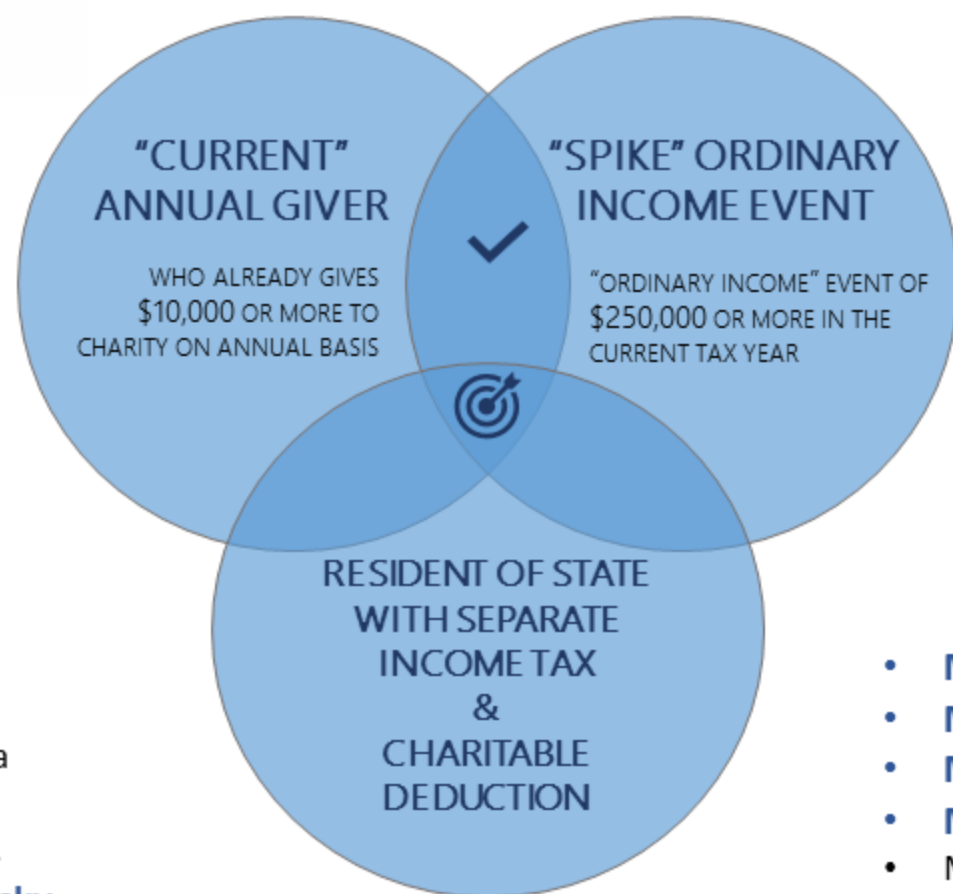 "CURRENT"
ANNUAL GIVER
WHO ALREADY GIVES
$10,000 OR MORE TO
CHARITY ON ANNUAL BASIS
"SPIKE" ORDINARY
INCOME EVENT
"ORDINARY INCOME" EVENT OF
$250,000 OR MORE IN THE
CURRENT TAX YEAR
RESIDENT OF STATE
WITH SEPARATE
INCOME TAX
&
CHARITABLE
DEDUCTION